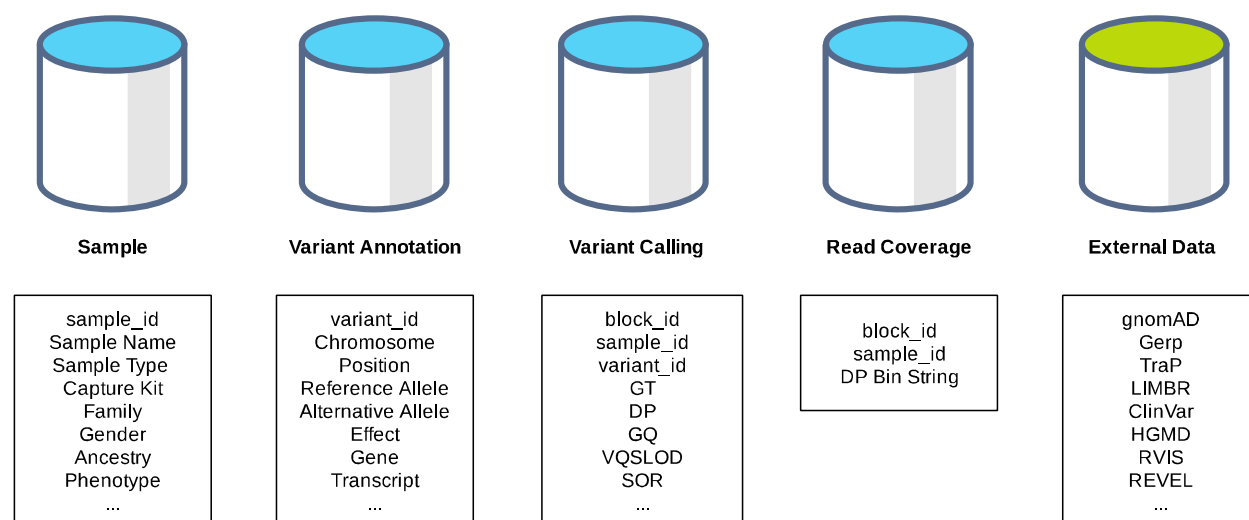 Sample
Variant Annotation
Variant Calling
Read Coverage
External Data
sample_id
Sample Name
Sample Type
Capture Kit
Family
Gender
Ancestry
Phenotype
...
variant_id
Chromosome
Position
Reference Allele
Alternative Allele
Effect
Gene
Transcript
...
block_id
sample_id
variant_id
GT
DP
GQ
VQSLOD
SOR
...
block_id
sample_id
DP Bin String
gnomAD
Gerp
TraP
LIMBR
ClinVar
HGMD
RVIS
REVEL
...